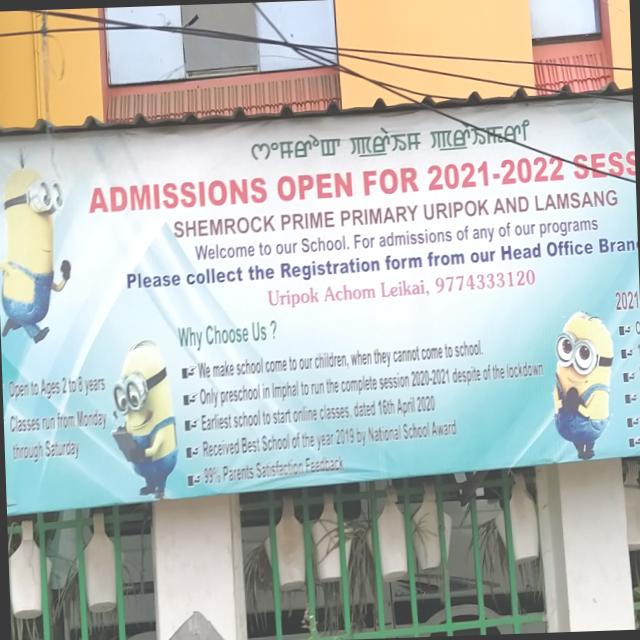 ADMISSIONS OPEN FOR 2021-2022 SESS
SHEMROCK PRIME PRIMARY URIPOK AND LAMSANG
Welcome to our School. For admissions of any of our programs
Please collect the Registration form from our Head Office Bran
Uripok Achom Leikai, 9774333120
2021
Why Choose Us ?
We make school come to our children, when they cannot come to school.
Only preschool in Imphal to run the complete session 2020-2021 despite of the lockdown
Earliest school to start online classes, dated 16th April 2020
Received Best School of the year 2019 by National School Award
99% Parents Satisfaction Feedback
Open to Ages 2 to 8 years
Classes run from Monday
through Saturday